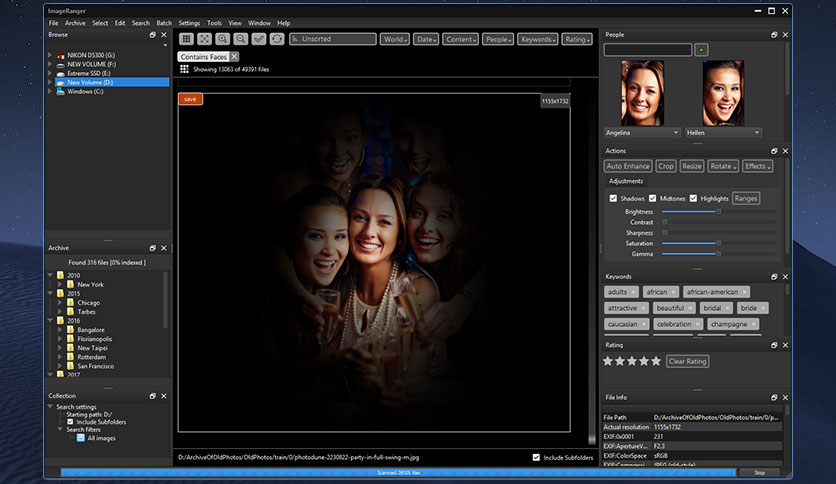 ImageRanger
File Archive Select Edit Search Batch Settings Tools View Window Help
Browse
NIKON D5300 (G:)
NEW VOLUME (F:)
Extreme SSD (E:)
New Volume (D:)
Windows (C:)
Archive
Found 316 files [0% indexed ]
2010
New York
2015
Chicago
Tarbes
2016
Bangalore
Florianopolis
New Taipei
Rotterdam
San Francisco
2017
Collection
Search settings
Starting path: D:/
Include Subfolders
Search filters
All images
Unsorted World Date Content People Keywords Rating
Contains Faces
Showing 13063 of 49391 files
save
1155x1732
D:/ArchiveOfOldPhotos/OldPhotos/train/0/photodune-2230822-party-in-full-swing-m.jpg
Include Subfolders
People
Angelina Hellen
Actions
Auto Enhance Crop Resize Rotate Effects
Adjustments
Shadows Midtones Highlights Ranges
Brightness
Contrast
Sharpness
Saturation
Gamma
Keywords
adults african african-american
attractive beautiful bridal bride
caucasian celebration champagne
Rating
Clear Rating
File Info
File Path D:/ArchiveOfOldPhotos/OldPhotos/train/0/p...
Actual resolution 1155x1732
EXIF:0x0001 231
EXIF:ApertureV... F2.3
EXIF:ColorSpace sRGB
EXIF:Compressi... JPEG (old-style)
Scanned 28106 files
Stop